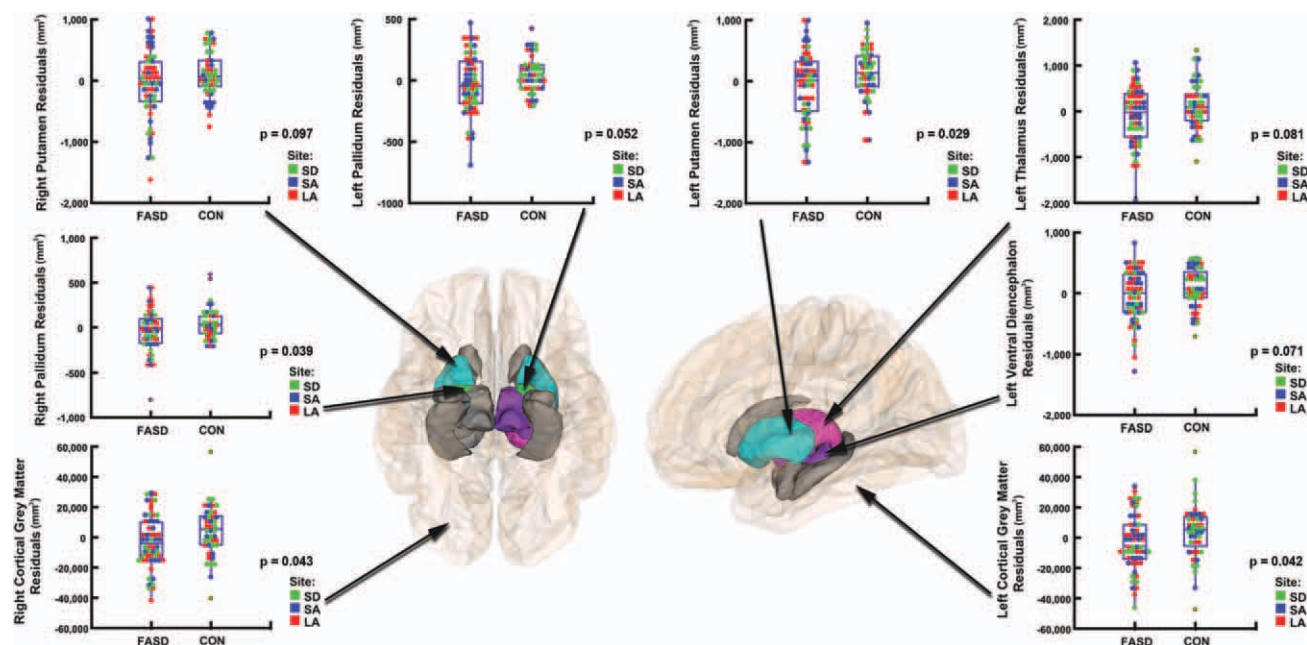 Right Putamen Residuals (mm³)
1,000
0
-1,000
-2,000
FASD CON
p = 0.097
Site:
SD
SA
LA
Left Pallidum Residuals (mm³)
500
0
-500
-1000
FASD CON
p = 0.052
Site:
SD
SA
LA
Left Putamen Residuals (mm³)
1,000
0
-1,000
-2,000
FASD CON
p = 0.029
Site:
SD
SA
LA
Left Thalamus Residuals (mm³)
2,000
1,000
0
-1,000
2,000
FASD CON
p = 0.081
Site:
SD
SA
LA
Right Pallidum Residuals (mm³)
1,000
500
0
-500
-1,000
FASD CON
p = 0.039
Site:
SD
SA
LA
Left Ventral Diencephalon
Residuals (mm³)
1,000
0
-1,000
-2,000
FASD CON
p = 0.071
Site:
SD
SA
LA
Right Cortical Grey Matter
Residuals (mm³)
60,000
40,000
20,000
0
-20,000
-40,000
-60,000
FASD CON
p = 0.043
Site:
SD
SA
LA
Left Cortical Grey Matter
Residuals (mm³)
60,000
40,000
20,000
0
-20,000
-40,000
-60,000
FASD CON
p = 0.042
Site:
SD
SA
LA